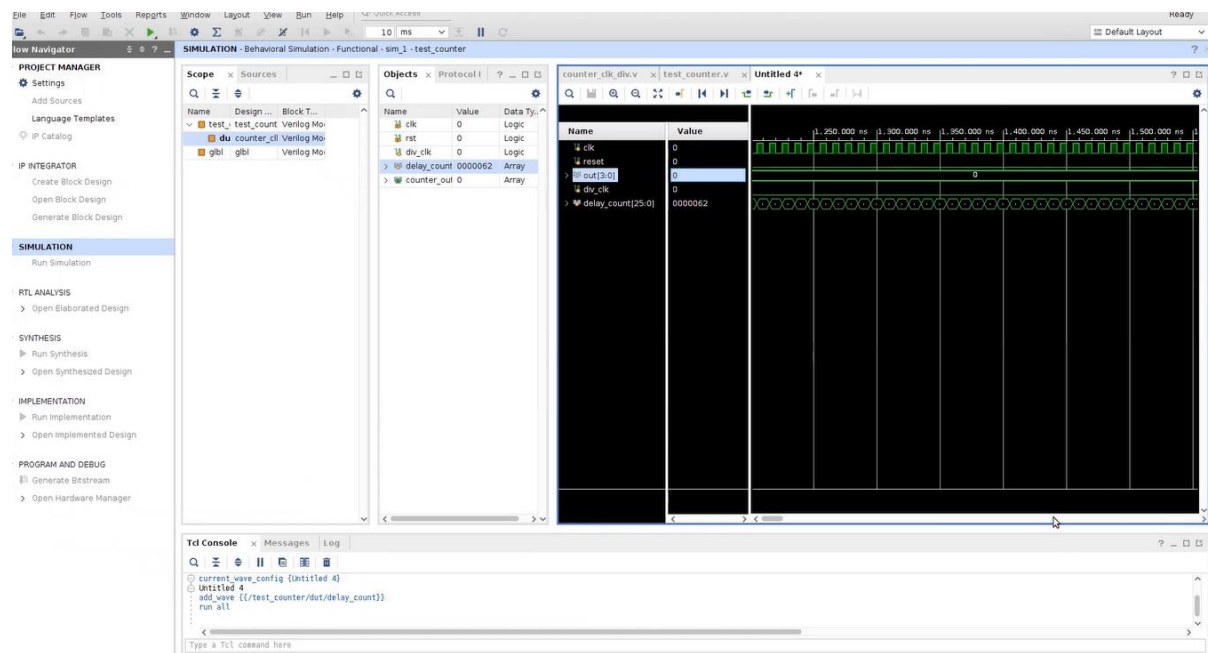 File Edit Flow Tools Reports Window Layout View Run Help Quick Access Ready
10 ms Default Layout
low Navigator
SIMULATION - Behavioral Simulation - Functional - sim_1 - test_counter
PROJECT MANAGER
Settings
Add Sources
Language Templates
IP Catalog
IP INTEGRATOR
Create Block Design
Open Block Design
Generate Block Design
SIMULATION
Run Simulation
RTL ANALYSIS
Open Elaborated Design
SYNTHESIS
Run Synthesis
Open Synthesized Design
IMPLEMENTATION
Run Implementation
Open Implemented Design
PROGRAM AND DEBUG
Generate Bitstream
Open Hardware Manager
Scope Sources
Name Design ... Block T...
test_ test_count Verilog Mo
du counter_cl Verilog Mo
glbl glbl Verilog Mo
Objects Protocol I
Name Value Data Ty..
clk 0 Logic
rst 0 Logic
div_clk 0 Logic
delay_count 0000062 Array
counter_out 0 Array
counter_clk_div.v test_counter.v Untitled 4*
Name Value
1,250.000 ns 1,300.000 ns 1,350.000 ns 1,400.000 ns 1,450.000 ns 1,500.000 ns
clk 0
reset 0
out[3:0] 0 0
div_clk 0
delay_count[25:0] 0000062
Tcl Console Messages Log
current_wave_config {Untitled 4}
Untitled 4
add_wave {{/test_counter/dut/delay_count}}
run all
Type a Tcl command here